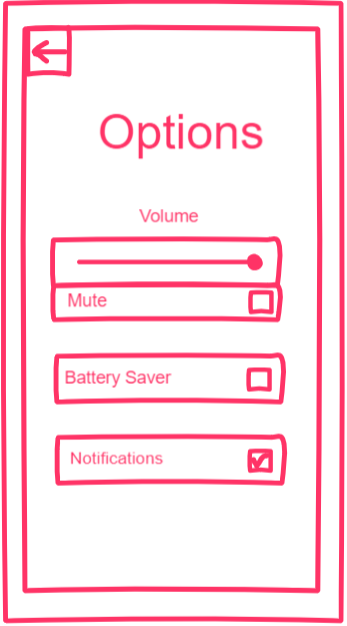 Options
Volume
Mute
Battery Saver
Notifications